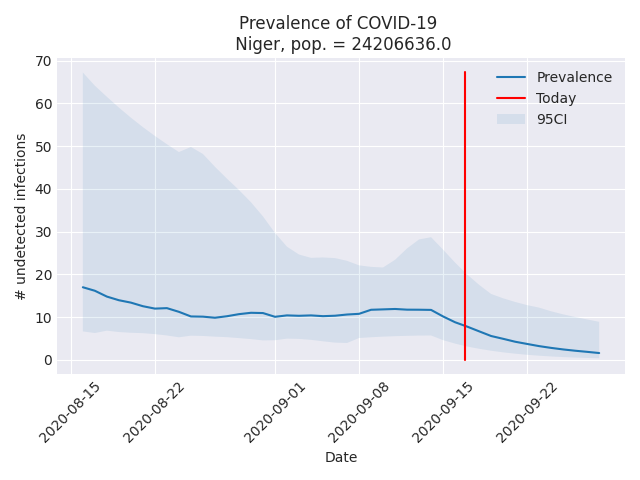 Prevalence of COVID-19
Niger, pop. = 24206636.0
70
60
50
40
30
20
10
0
# undetected infections
Prevalence
Today
95CI
2020-08-15
2020-08-22
2020-09-01
2020-09-08
2020-09-15
2020-09-22
Date